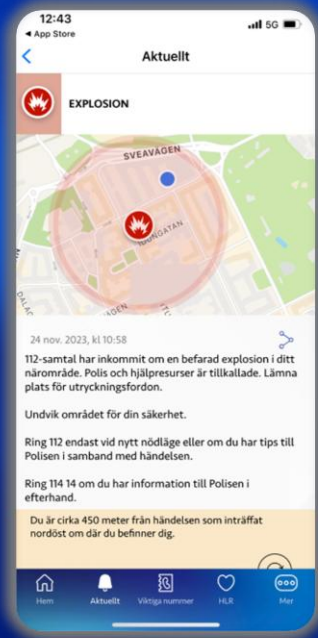 12:43
5G
App Store
Aktuellt
EXPLOSION
SVEAVÄGEN
24 nov. 2023, kl 10:58
112-samtal har inkommit om en befarad explosion i ditt
närområde. Polis och hjälpresurser är tillkallade. Lämna
plats för utryckningsfordon.
Undvik området för din säkerhet.
Ring 112 endast vid nytt nödläge eller om du har tips till
Polisen i samband med händelsen.
Ring 114 14 om du har information till Polisen i
efterhand.
Du är cirka 450 meter från händelsen som inträffat
nordöst om där du befinner dig.
Hem
Aktuellt
Viktiga nummer
HLR
Mer